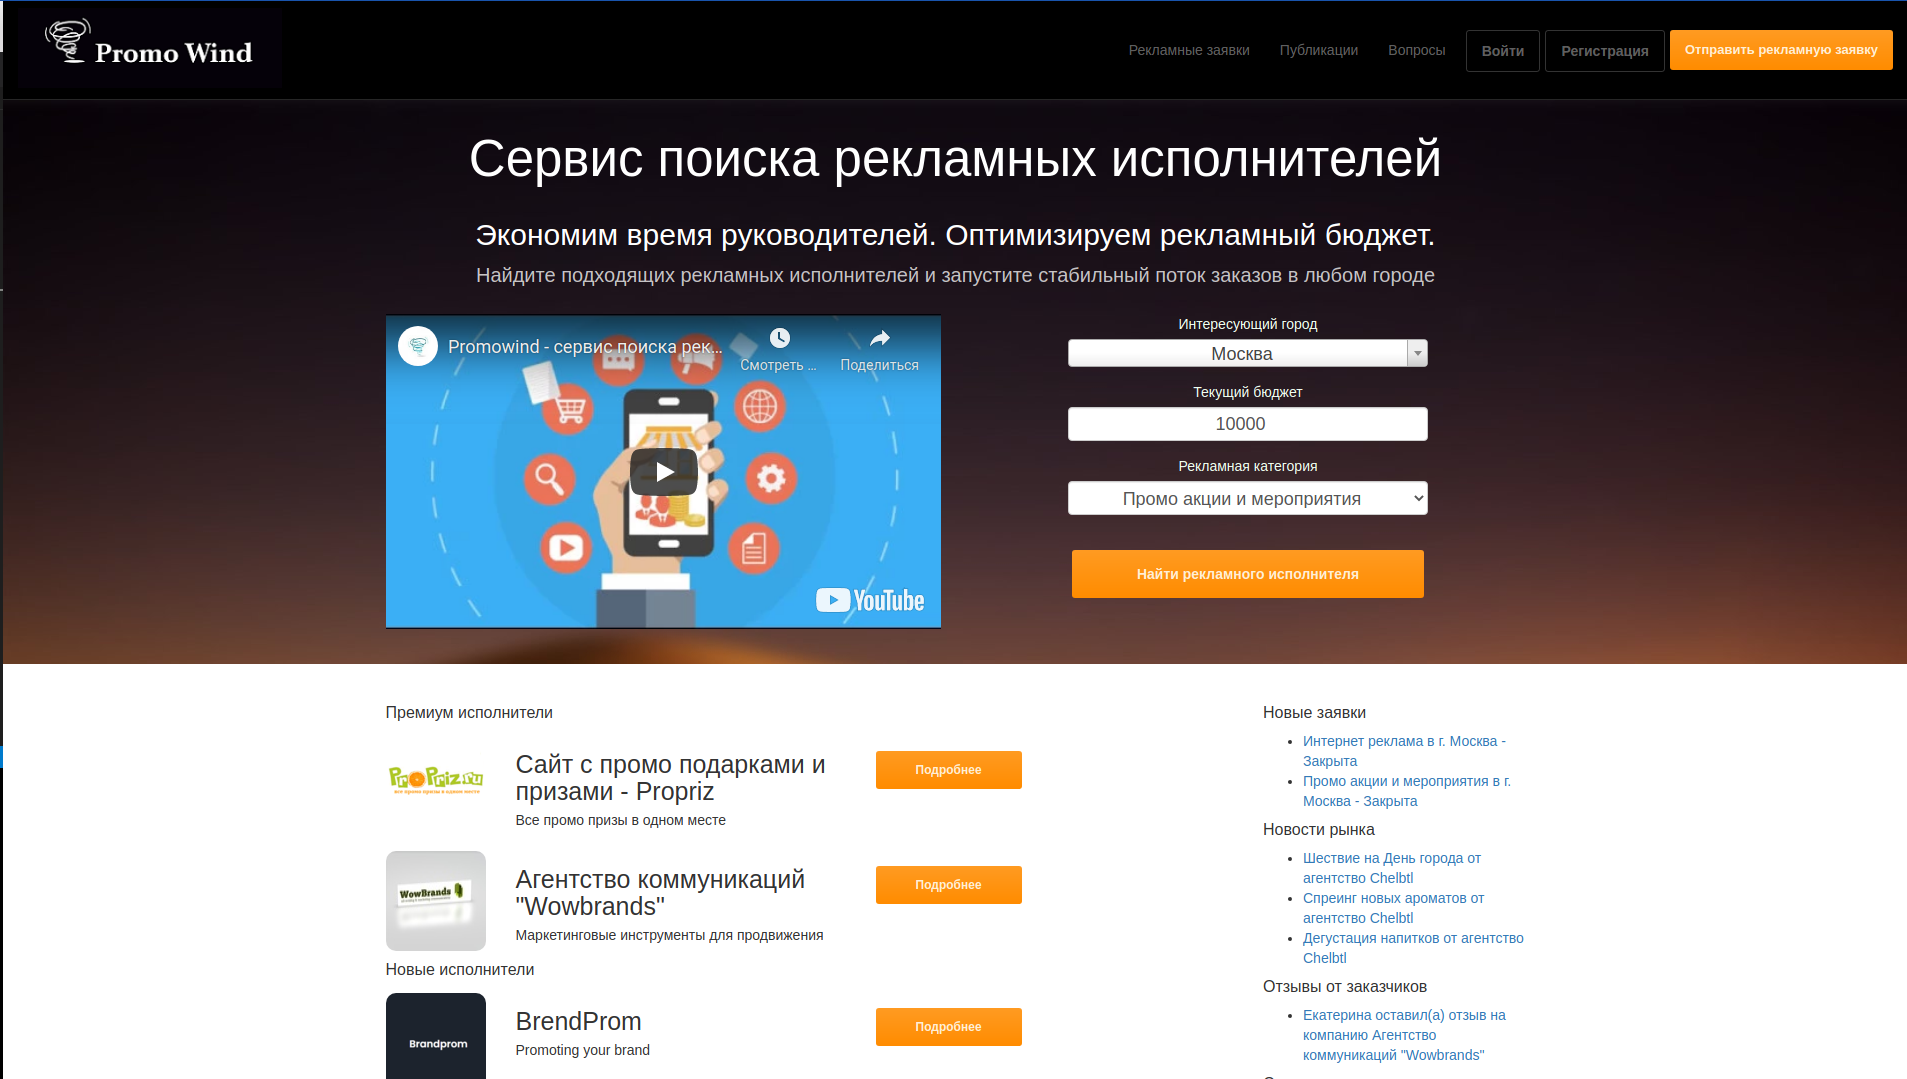 Promo Wind
Рекламные заявки
Публикации
Вопросы
Войти
Регистрация
Отправить рекламную заявку
Сервис поиска рекламных исполнителей
Экономим время руководителей. Оптимизируем рекламный бюджет.
Найдите подходящих рекламных исполнителей и запустите стабильный поток заказов в любом городе
Promowind - сервис поиска рек...
Смотреть ...
Поделиться
YouTube
Интересующий город
Москва
Текущий бюджет
10000
Рекламная категория
Промо акции и мероприятия
Найти рекламного исполнителя
Премиум исполнители
ProPriz.ru
все промо призы в одном месте
Сайт с промо подарками и
призами - Propriz
Все промо призы в одном месте
Подробнее
WowBrands
Агентство коммуникаций
"Wowbrands"
Маркетинговые инструменты для продвижения
Подробнее
Новые исполнители
Brandprom
BrendProm
Promoting your brand
Подробнее
Новые заявки
Интернет реклама в г. Москва -
Закрыта
Промо акции и мероприятия в г.
Москва - Закрыта
Новости рынка
Шествие на День города от
агентство Chelbtl
Спреинг новых ароматов от
агентство Chelbtl
Дегустация напитков от агентство
Chelbtl
Отзывы от заказчиков
Екатерина оставил(а) отзыв на
компанию Агентство
коммуникаций "Wowbrands"